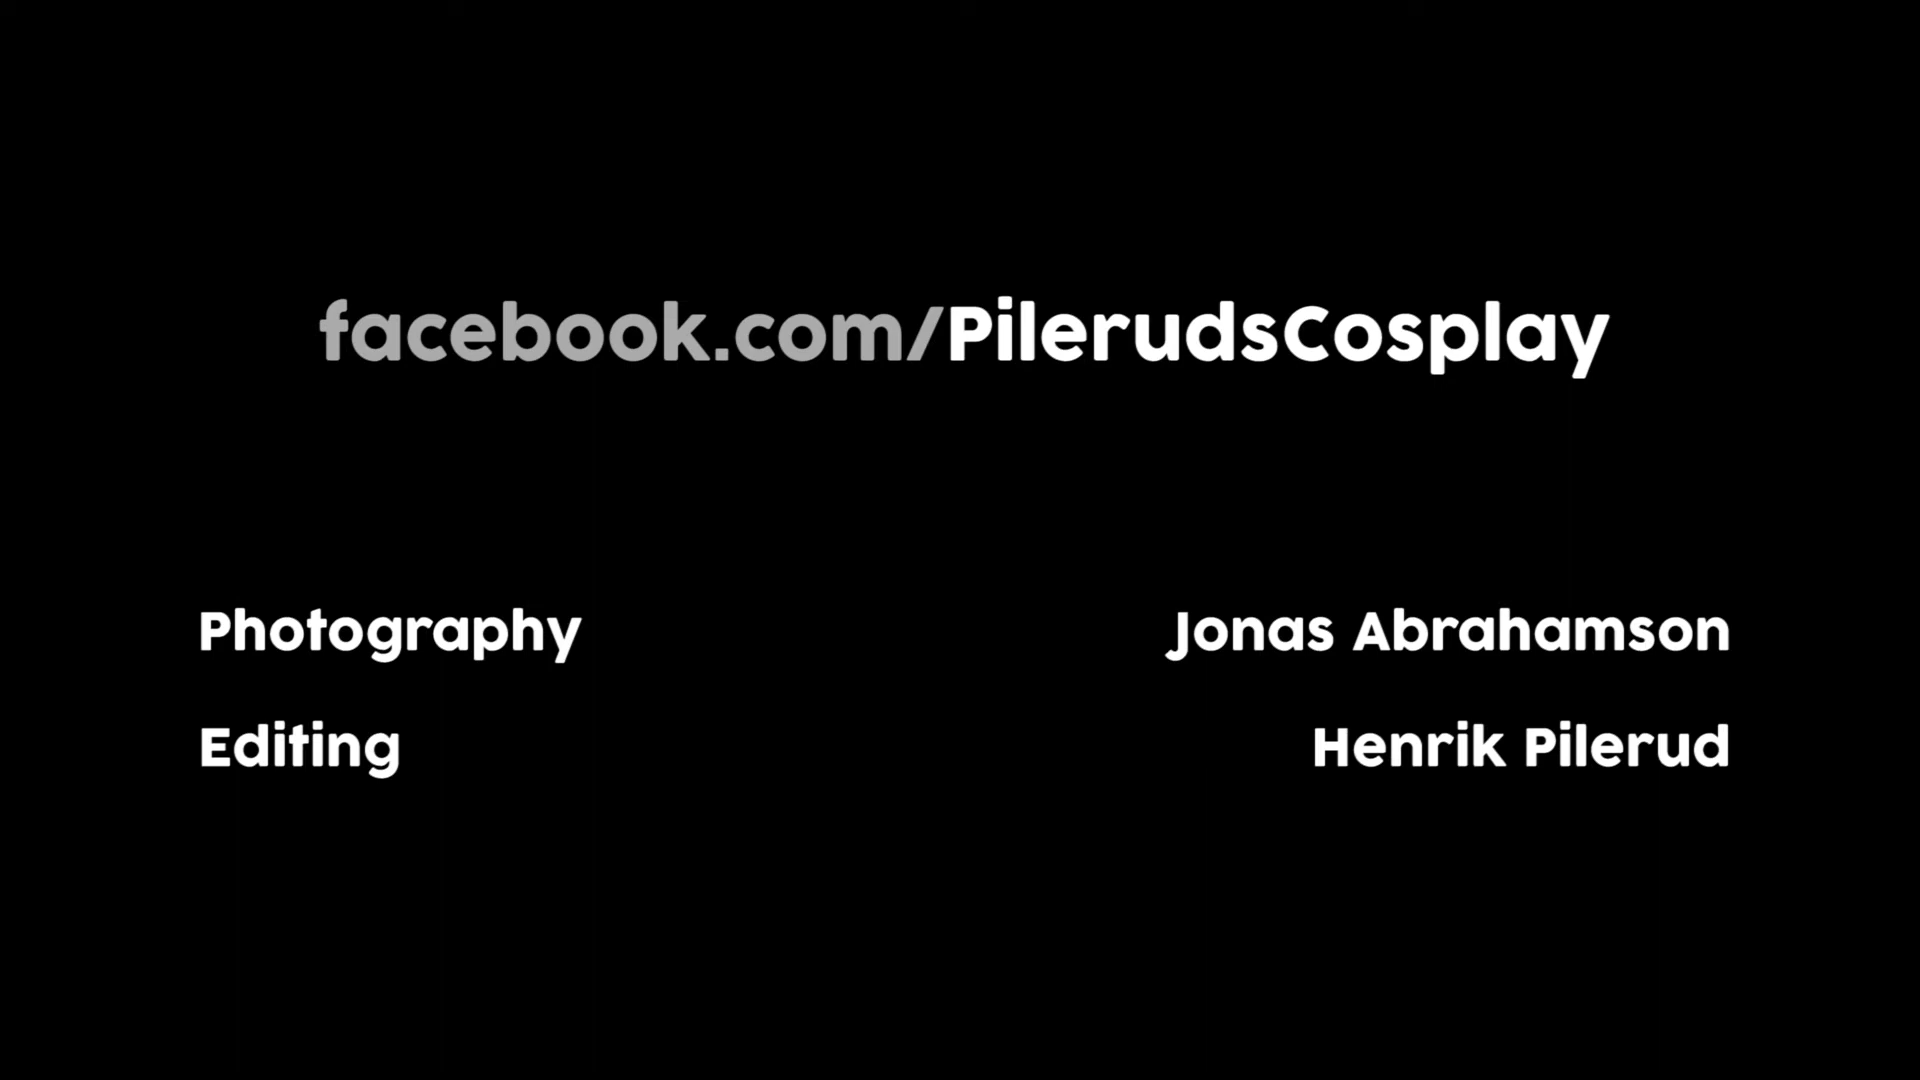 facebook.com/PilerudsCosplay
Photography Jonas Abrahamson
Editing Henrik Pilerud